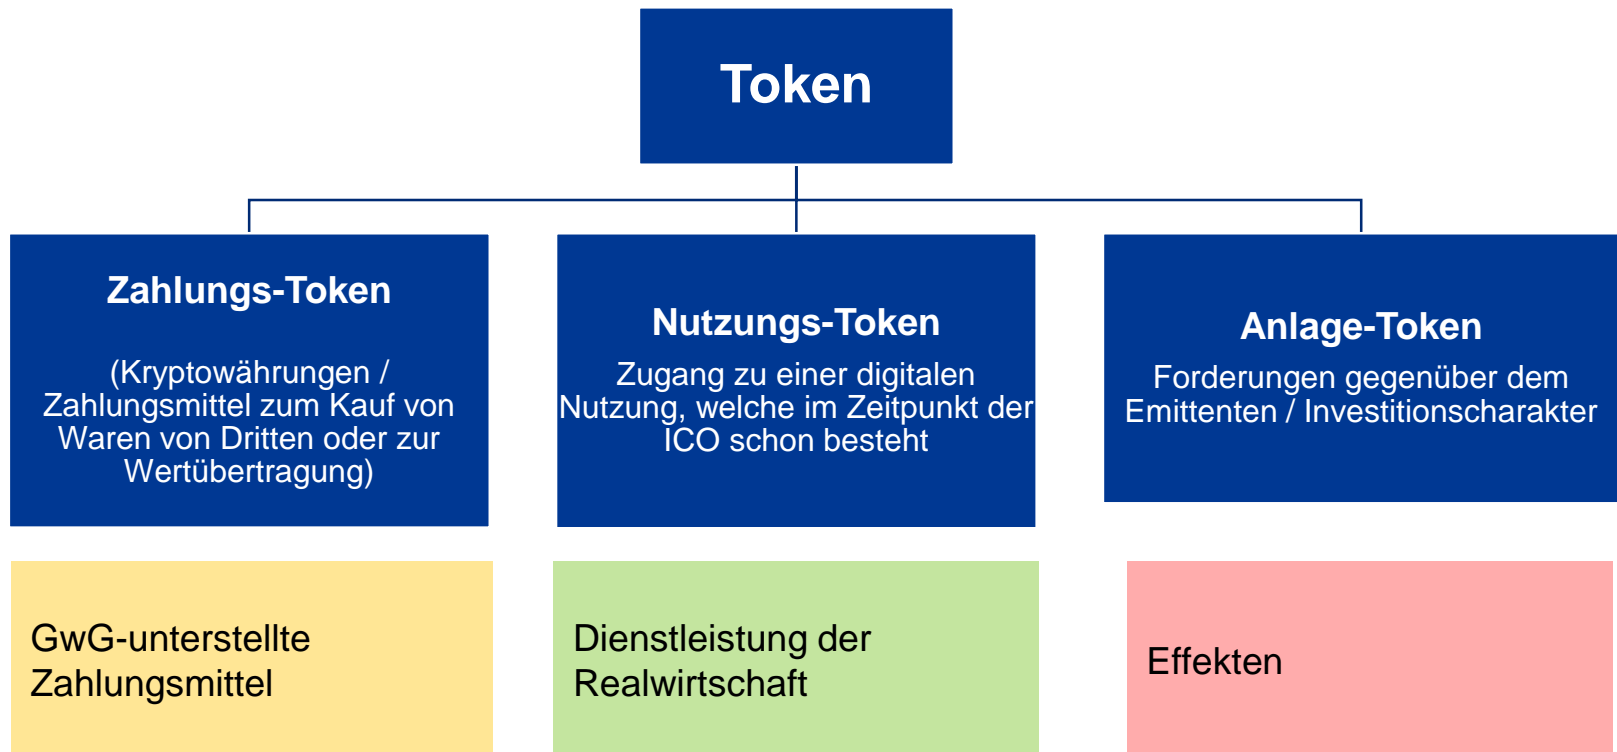 Token
Zahlungs-Token
(Kryptowährungen /
Zahlungsmittel zum Kauf von
Waren von Dritten oder zur
Wertübertragung)
Nutzungs-Token
Zugang zu einer digitalen
Nutzung, welche im Zeitpunkt der
ICO schon besteht
Anlage-Token
Forderungen gegenüber dem
Emittenten / Investitionscharakter
GwG-unterstellte
Zahlungsmittel
Dienstleistung der
Realwirtschaft
Effekten